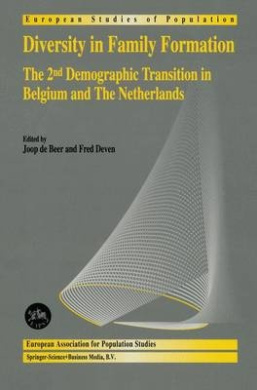 European Studies of Population
Diversity in Family Formation
The 2nd Demographic Transition in
Belgium and The Netherlands
Edited by
Joop de Beer and Fred Deven
European Association for Population Studies
Springer-Science+Business Media, B.V.